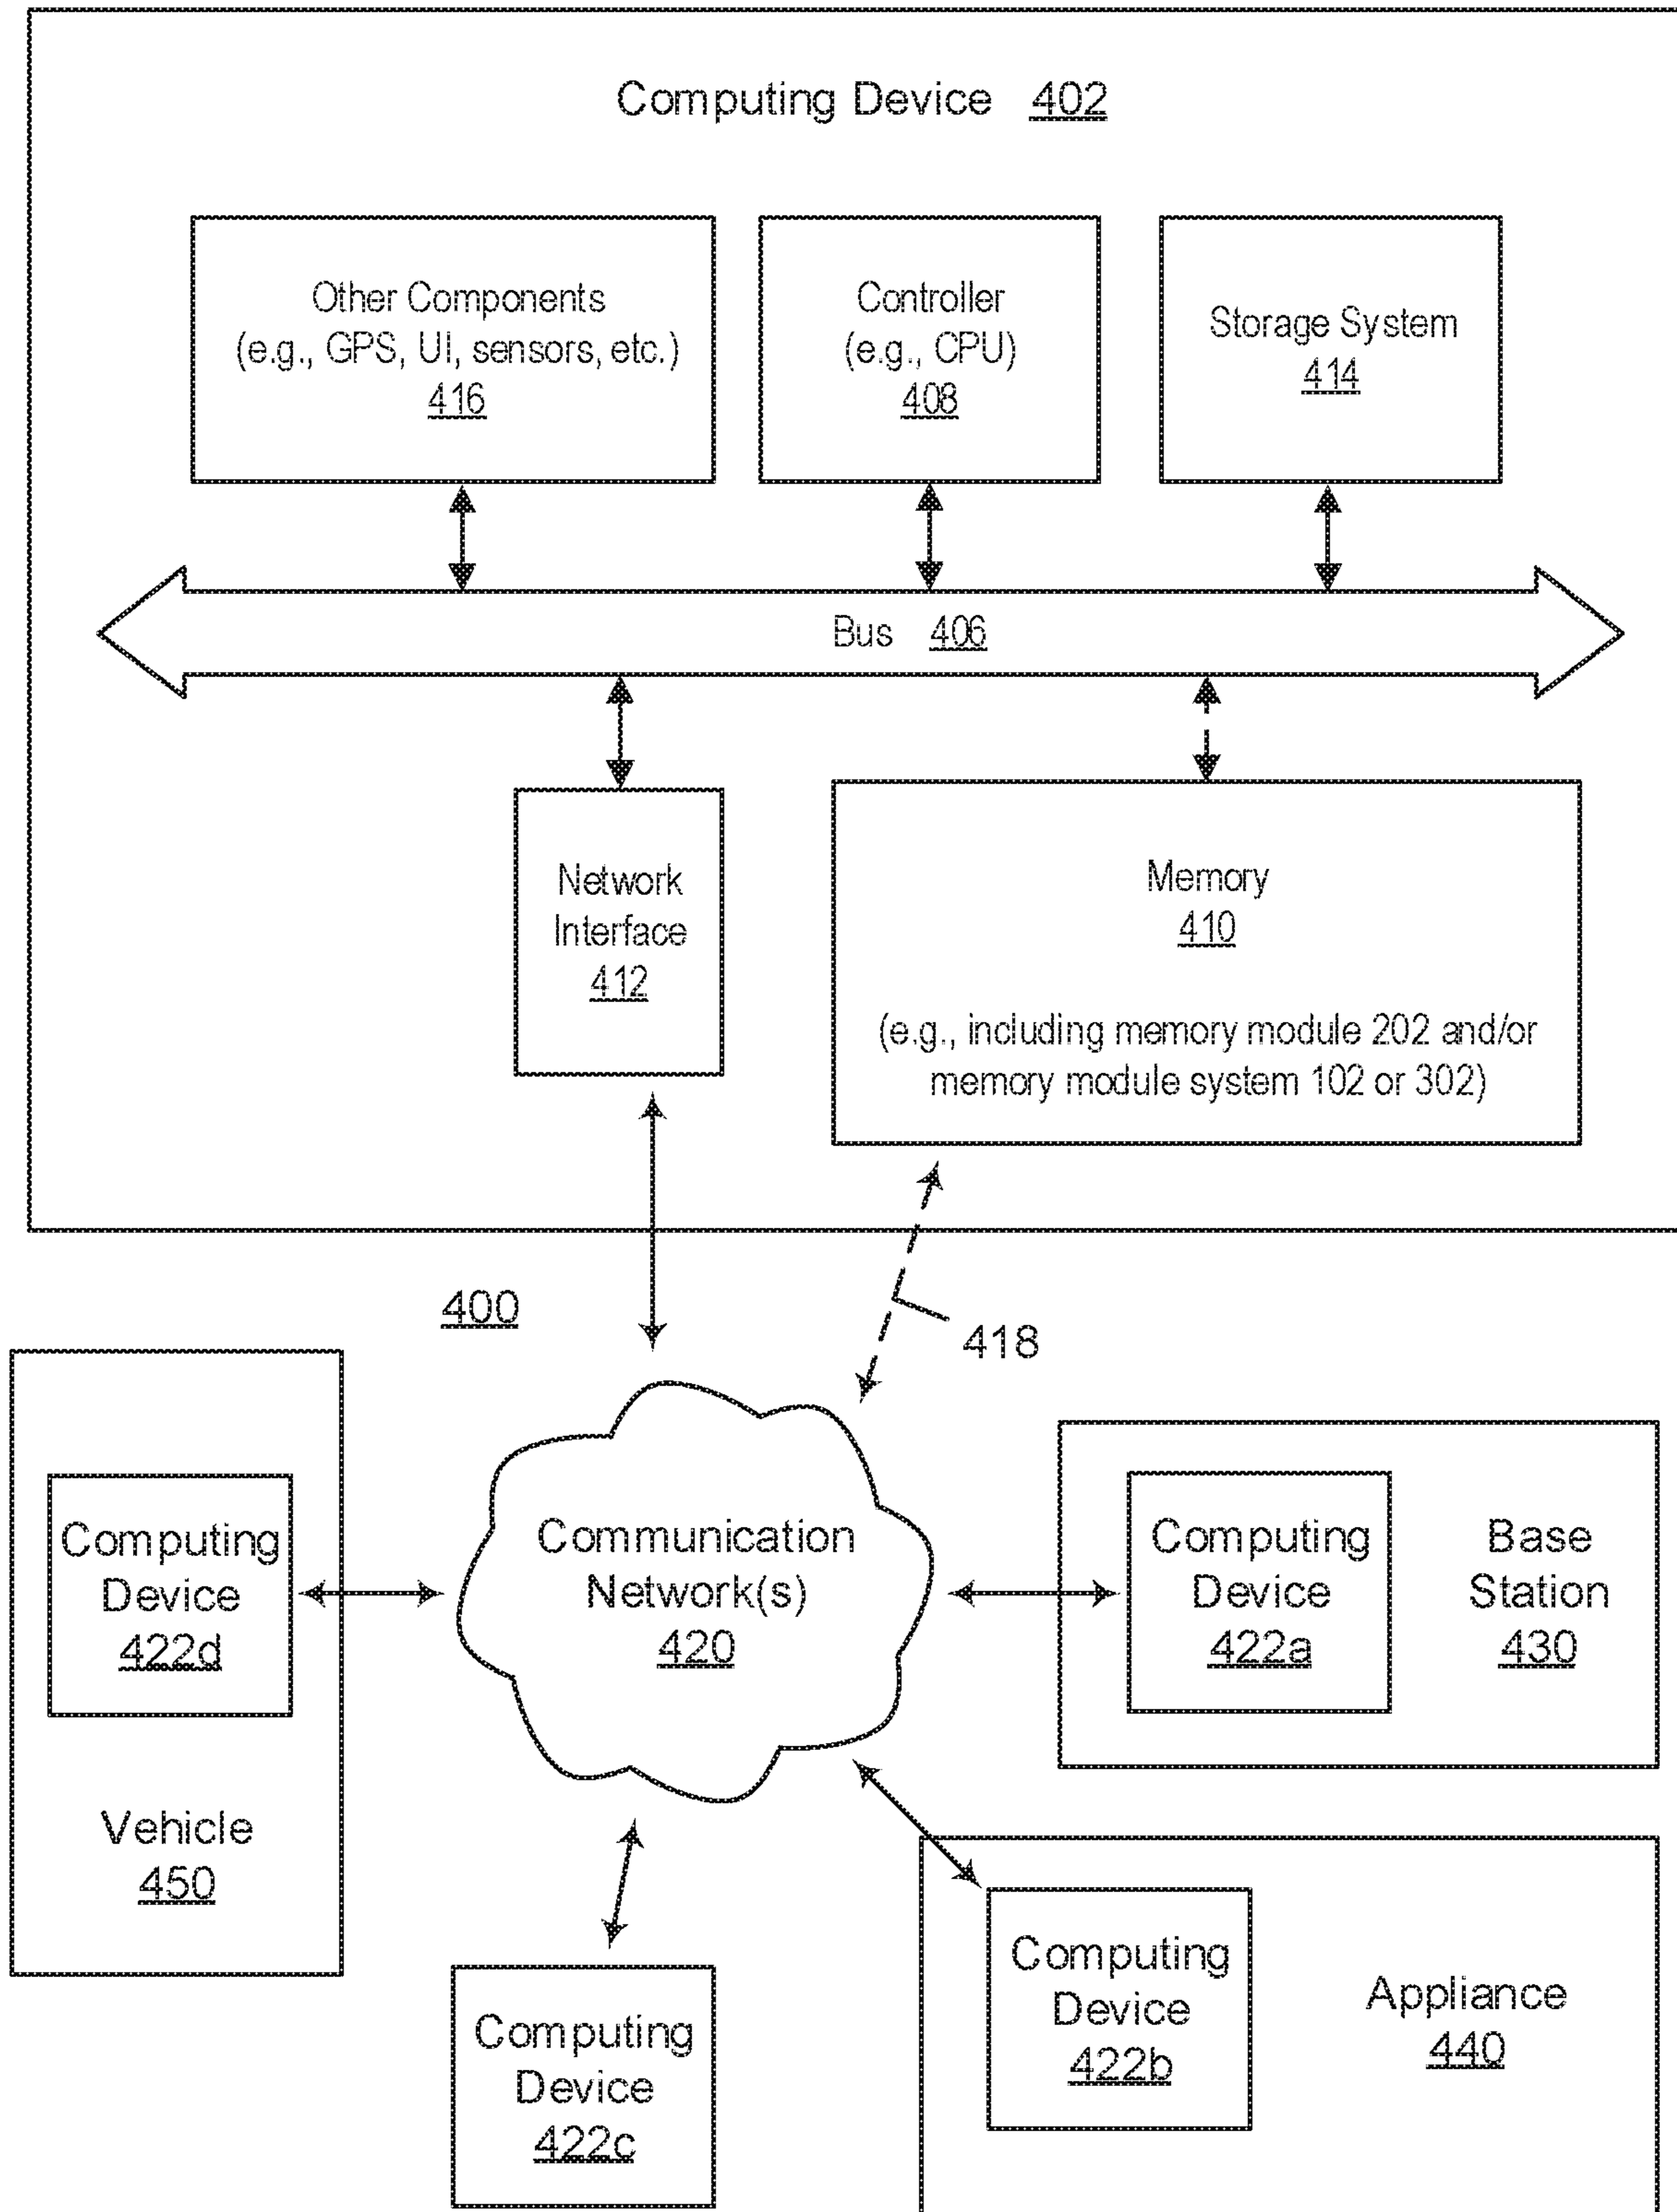 Computing Device 402
Other Components
(e.g., GPS, UI, sensors, etc.)
416
Controller
(e.g., CPU)
408
Storage System
414
Bus 406
Network
Interface
412
Memory
410
(e.g., including memory module 202 and/or
memory module system 102 or 302)
400
418
Computing
Device
422d
Vehicle
450
Communication
Network(s)
420
Computing
Device
422a
Base
Station
430
Computing
Device
422c
Computing
Device
422b
Appliance
440